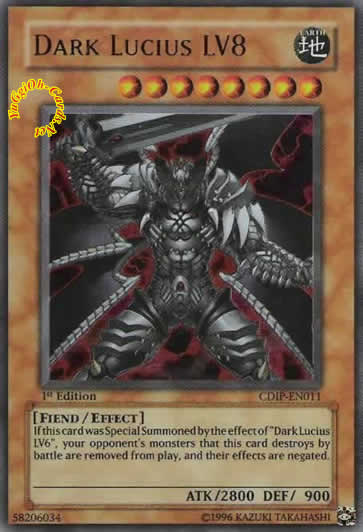 DARK LUCIUS LV8
EARTH
地
YuGiOh-Cards.Net
1st Edition
CDIP-EN011
[FIEND / EFFECT]
If this card was Special Summoned by the effect of "Dark Lucius
LV6", your opponent's monsters that this card destroys by
battle are removed from play, and their effects are negated.
ATK/2800 DEF/ 900
58206034
©1996 KAZUKI TAKAHASHI